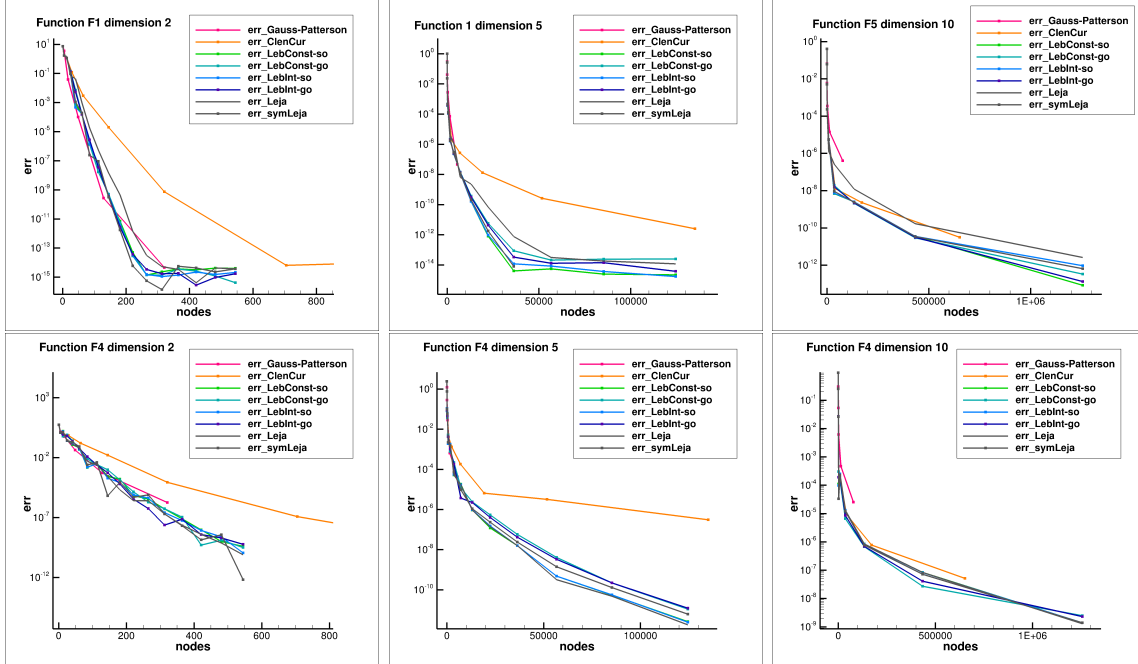 Function F1 dimension 2
err_Gauss-Patterson
err_ClenCur
err_LebConst-so
err_LebConst-go
err_LebInt-so
err_LebInt-go
err_Leja
err_symLeja
10^1
10^-1
10^-3
10^-5
10^-7
10^-9
10^-11
10^-13
10^-15
err
0
200
400
600
800
nodes
Function 1 dimension 5
err_Gauss-Patterson
err_ClenCur
err_LebConst-so
err_LebConst-go
err_LebInt-so
err_LebInt-go
err_Leja
err_symLeja
10^0
10^-2
10^-4
10^-6
10^-8
10^-10
10^-12
10^-14
err
0
50000
100000
nodes
Function F5 dimension 10
err_Gauss-Patterson
err_ClenCur
err_LebConst-so
err_LebConst-go
err_LebInt-so
err_LebInt-go
err_Leja
err_symLeja
10^0
10^-2
10^-4
10^-6
10^-8
10^-10
10^-12
err
0
500000
1E+06
nodes
Function F4 dimension 2
err_Gauss-Patterson
err_ClenCur
err_LebConst-so
err_LebConst-go
err_LebInt-so
err_LebInt-go
err_Leja
err_symLeja
10^3
10^-2
10^-7
10^-12
err
0
200
400
600
800
nodes
Function F4 dimension 5
err_Gauss-Patterson
err_ClenCur
err_LebConst-so
err_LebConst-go
err_LebInt-so
err_LebInt-go
err_Leja
err_symLeja
10^0
10^-2
10^-4
10^-6
10^-8
10^-10
err
0
50000
100000
nodes
Function F4 dimension 10
err_Gauss-Patterson
err_ClenCur
err_LebConst-so
err_LebConst-go
err_LebInt-so
err_LebInt-go
err_Leja
err_symLeja
10^-1
10^-2
10^-3
10^-4
10^-5
10^-6
10^-7
10^-8
10^-9
err
0
500000
1E+06
nodes